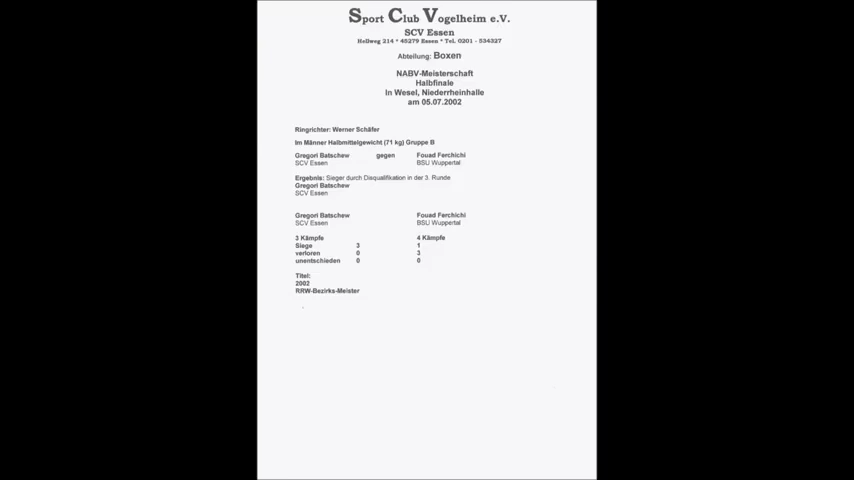 Sport Club Vogelheim e.V.
SCV Essen
Hellweg 214 * 45279 Essen * Tel. 0201 - 534327
Abteilung: Boxen
NABV-Meisterschaft
Halbfinale
In Wesel, Niederrheinhalle
am 05.07.2002
Ringrichter: Werner Schäfer
Im Männer Halbmittelgewicht (71 kg) Gruppe B
Gregori Batschew gegen Fouad Ferchichi
SCV Essen BSU Wuppertal
Ergebnis: Sieger durch Disqualifikation in der 3. Runde
Gregori Batschew
SCV Essen
Gregori Batschew Fouad Ferchichi
SCV Essen BSU Wuppertal
3 Kämpfe 4 Kämpfe
Siege 3 1
verloren 0 3
unentschieden 0 0
Titel:
2002
RRW-Bezirks-Meister